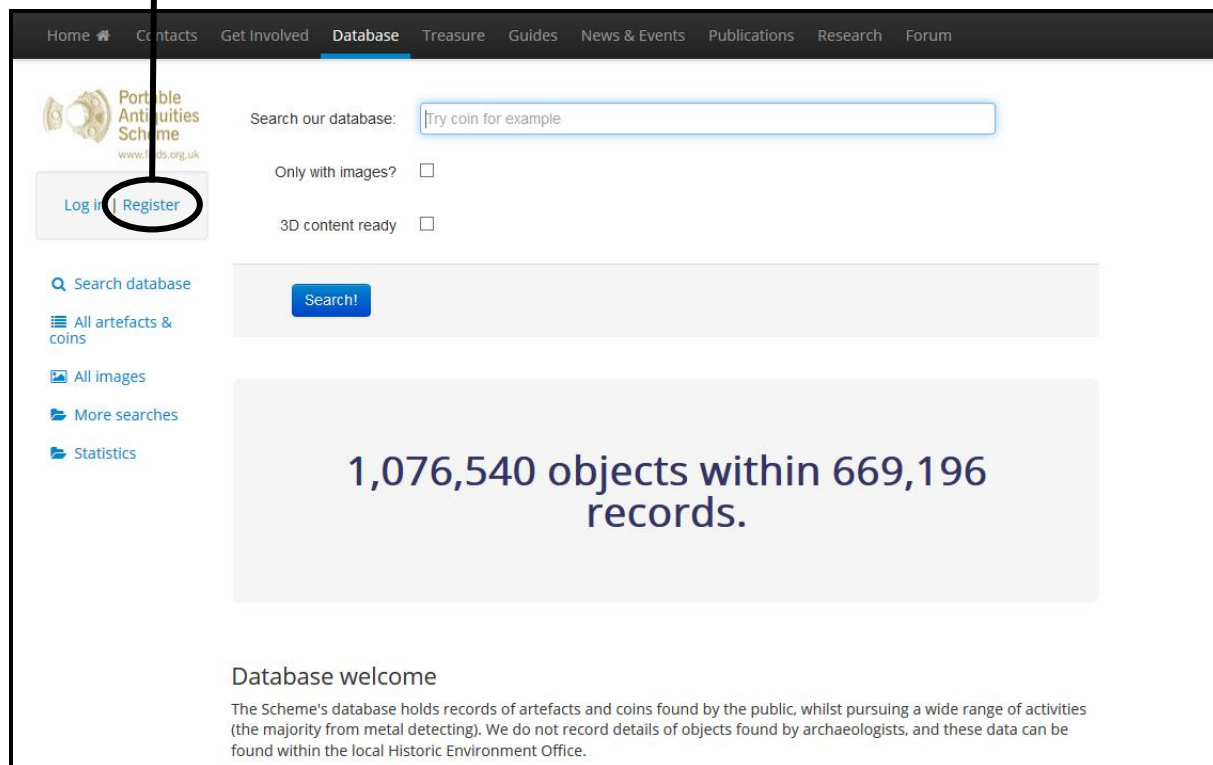 Home Contacts Get Involved Database Treasure Guides News & Events Publications Research Forum
Portable
Antiquities
Scheme
www.finds.org.uk
Log in | Register
Search database
All artefacts &
coins
All images
More searches
Statistics
Search our database: Try coin for example
Only with images?
3D content ready
Search!
1,076,540 objects within 669,196
records.
Database welcome
The Scheme's database holds records of artefacts and coins found by the public, whilst pursuing a wide range of activities
(the majority from metal detecting). We do not record details of objects found by archaeologists, and these data can be
found within the local Historic Environment Office.